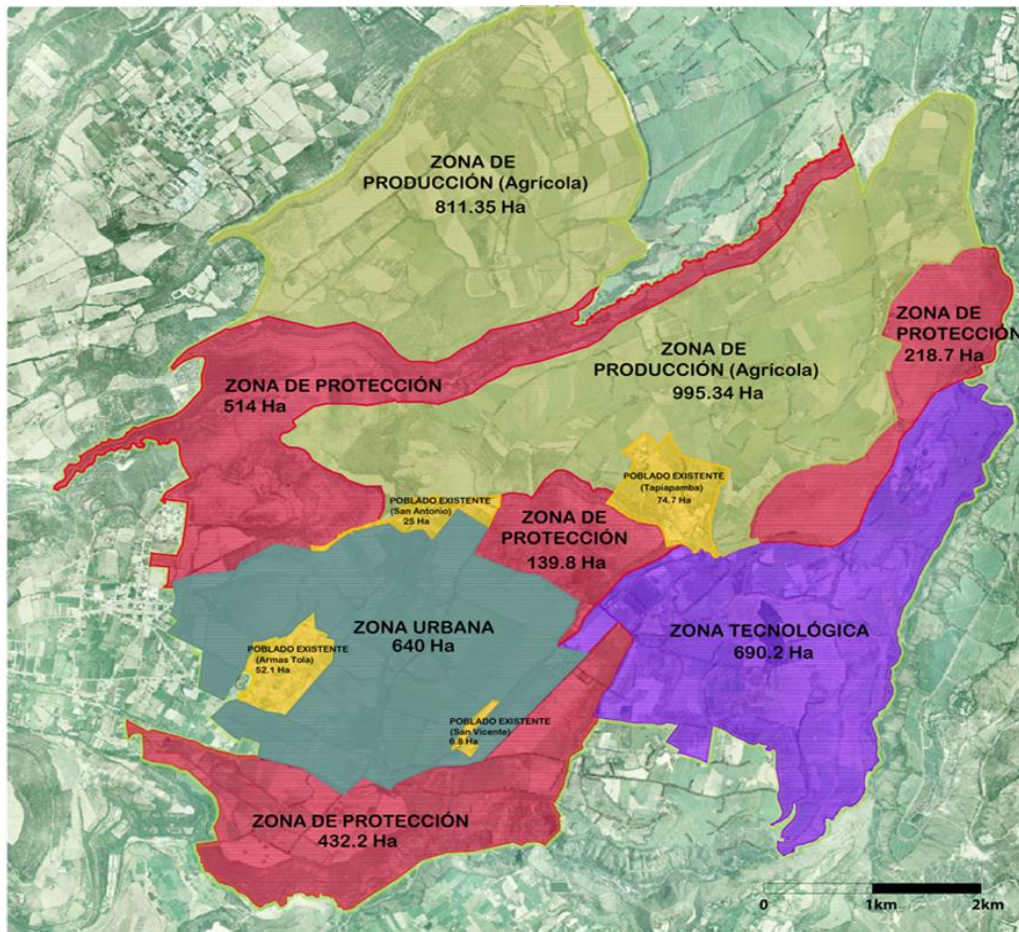 ZONA DE
PRODUCCIÓN (Agrícola)
811.35 Ha
ZONA DE
PROTECCIÓN
218.7 Ha
ZONA DE
PRODUCCIÓN (Agrícola)
995.34 Ha
ZONA DE PROTECCIÓN
514 Ha
POBLADO EXISTENTE
(Tapiapamba)
74.7 Ha
POBLADO EXISTENTE
(San Antonio)
25 Ha
ZONA DE
PROTECCIÓN
139.8 Ha
ZONA URBANA
640 Ha
ZONA TECNOLÓGICA
690.2 Ha
POBLADO EXISTENTE
(Armas Tola)
52.1 Ha
POBLADO EXISTENTE
(San Vicente)
6.8 Ha
ZONA DE PROTECCIÓN
432.2 Ha
0 1km 2km